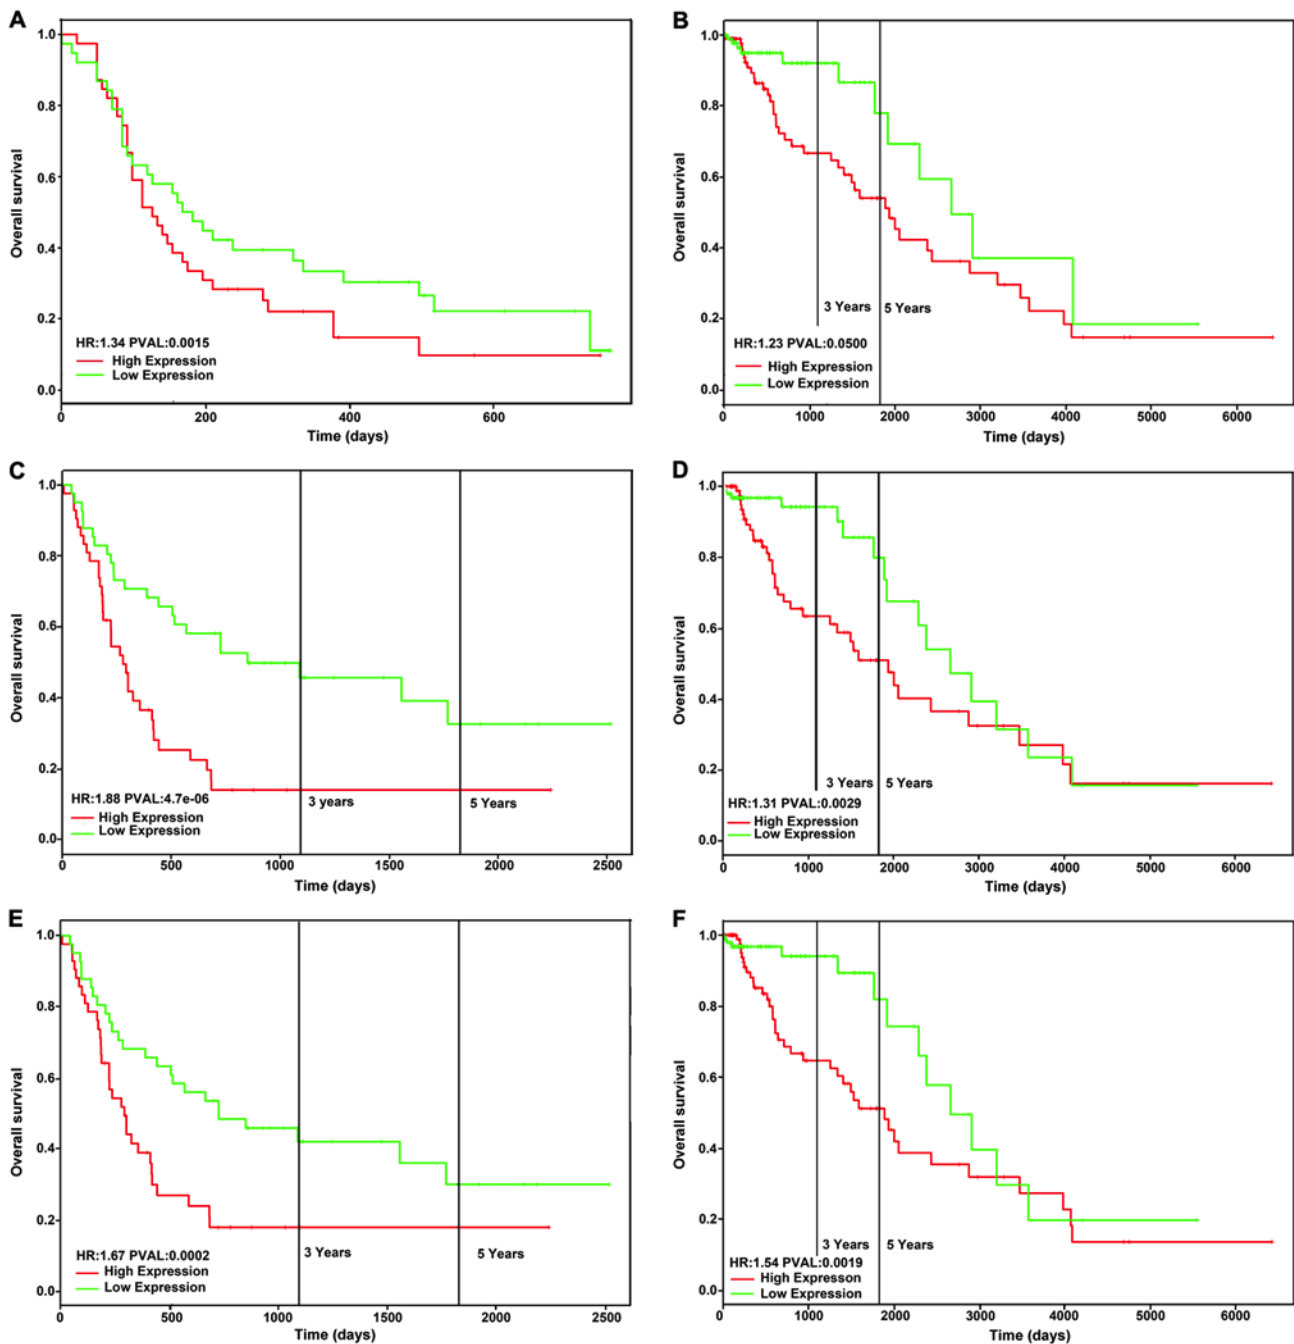 A
1.0
0.8
0.6
0.4
0.2
0.0
Overall survival
HR:1.34 PVAL:0.0015
High Expression
Low Expression
0 200 400 600
Time (days)
B
1.0
0.8
0.6
0.4
0.2
0.0
Overall survival
3 Years 5 Years
HR:1.23 PVAL:0.0500
High Expression
Low Expression
0 1000 2000 3000 4000 5000 6000
Time (days)
C
1.0
0.8
0.6
0.4
0.2
0.0
Overall survival
HR:1.88 PVAL:4.7e-06
3 years 5 Years
High Expression
Low Expression
0 500 1000 1500 2000 2500
Time (days)
D
1.0
0.8
0.6
0.4
0.2
0.0
Overall survival
3 Years 5 Years
HR:1.31 PVAL:0.0029
High Expression
Low Expression
0 1000 2000 3000 4000 5000 6000
Time (days)
E
1.0
0.8
0.6
0.4
0.2
0.0
Overall survival
3 Years 5 Years
HR:1.67 PVAL:0.0002
High Expression
Low Expression
0 500 1000 1500 2000 2500
Time (days)
F
1.0
0.8
0.6
0.4
0.2
0.0
Overall survival
3 Years 5 Years
HR:1.54 PVAL:0.0019
High Expresson
Low Expression
0 1000 2000 3000 4000 5000 6000
Time (days)